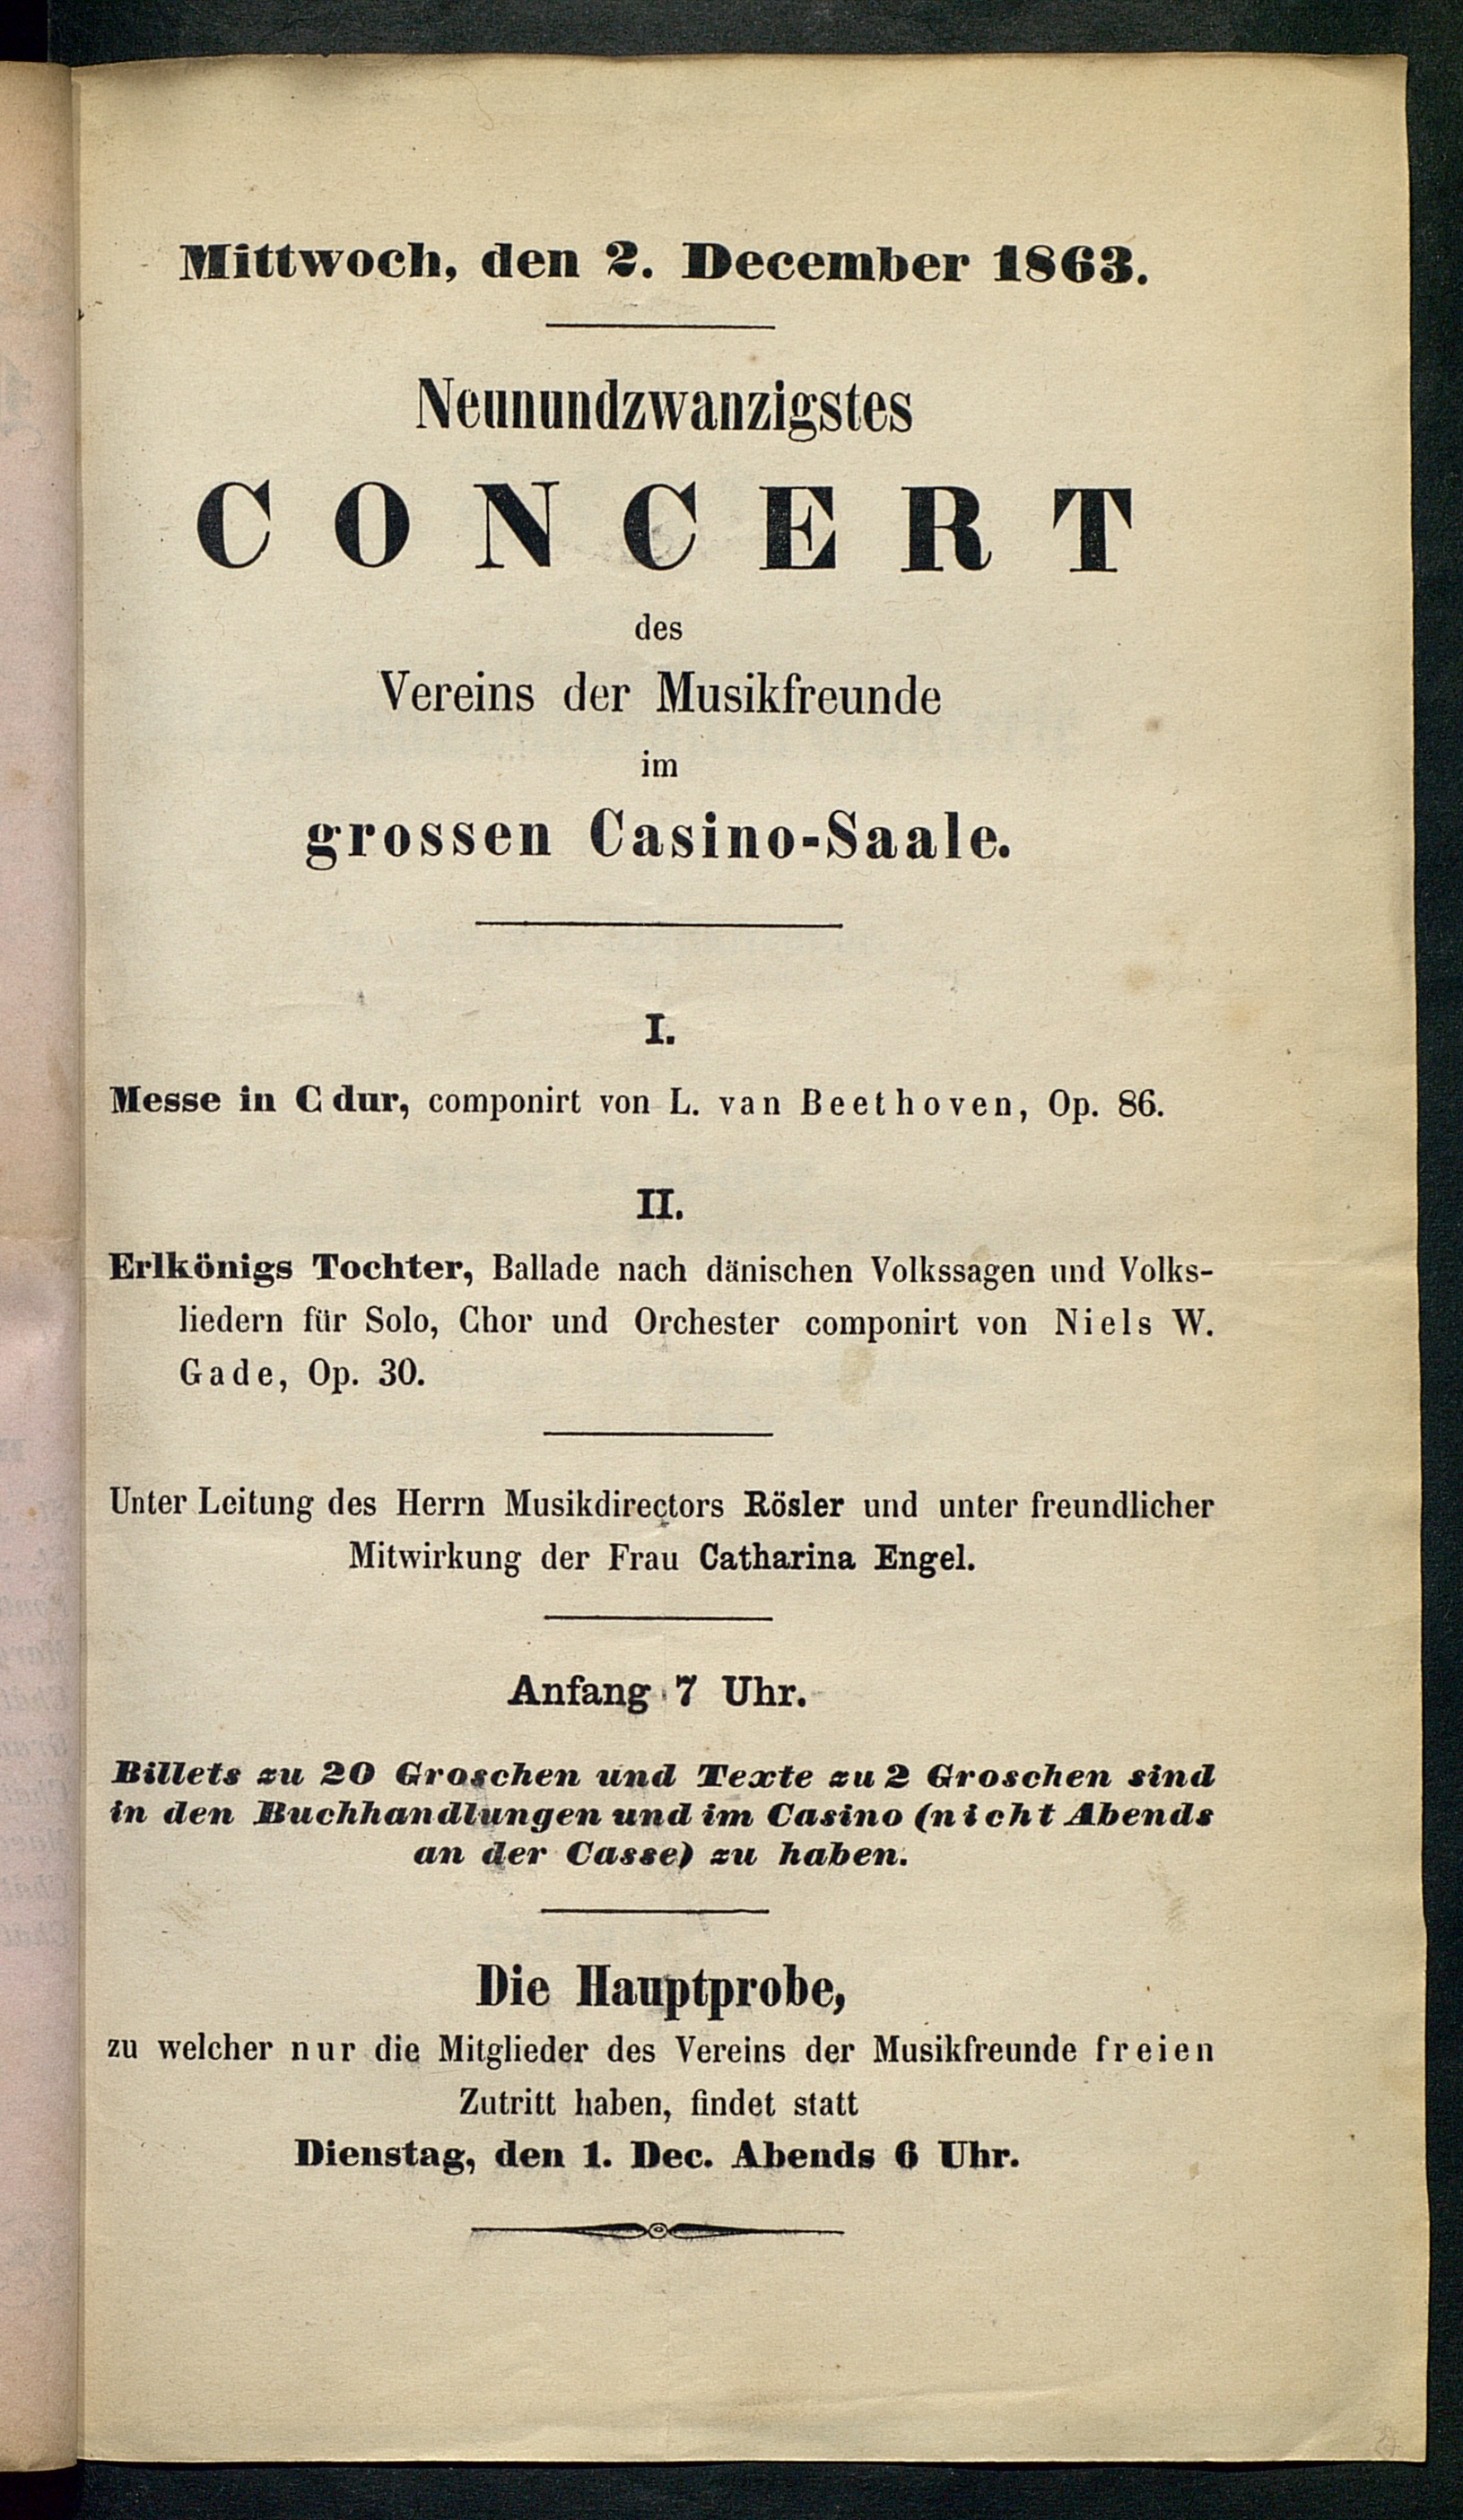 Mittwoch, den 2. December 1863.
Neunundzwanzigstes
CONCERT
des
Vereins der Musikfreunde
im
grossen Casino-Saale.
I.
Messe in C dur, componirt von L. van Beethoven, Op. 86.
II.
Erlkönigs Tochter, Ballade nach dänischen Volkssagen und Volks-
liedern für Solo, Chor und Orchester componirt von Niels W.
Gade, Op. 30.
Unter Leitung des Herrn Musikdirectors Rösler und unter freundlicher
Mitwirkung der Frau Catharina Engel.
Anfang 7 Uhr.
Billets zu 20 Groschen und Texte zu 2 Groschen sind
in den Buchhandlungen und im Casino (nicht Abends
an der Casse) zu haben.
Die Hauptprobe,
zu welcher nur die Mitglieder des Vereins der Musikfreunde freien
Zutritt haben, findet statt
Dienstag, den 1. Dec. Abends 6 Uhr.